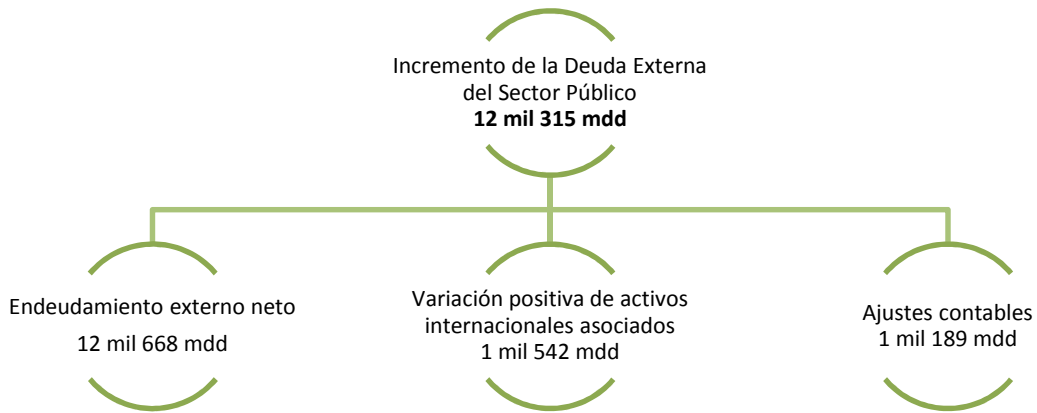 Incremento de la Deuda Externa
del Sector Público
12 mil 315 mdd
Endeudamiento externo neto
12 mil 668 mdd
Variación positiva de activos
internacionales asociados
1 mil 542 mdd
Ajustes contables
1 mil 189 mdd